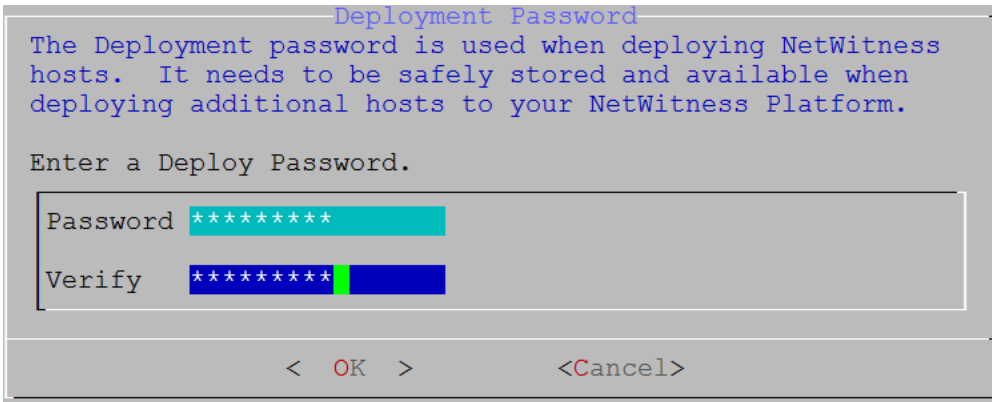 Deployment Password
The Deployment password is used when deploying NetWitness
hosts.  It needs to be safely stored and available when
deploying additional hosts to your NetWitness Platform.
Enter a Deploy Password.
Password *********
Verify *********
<  OK  > <Cancel>